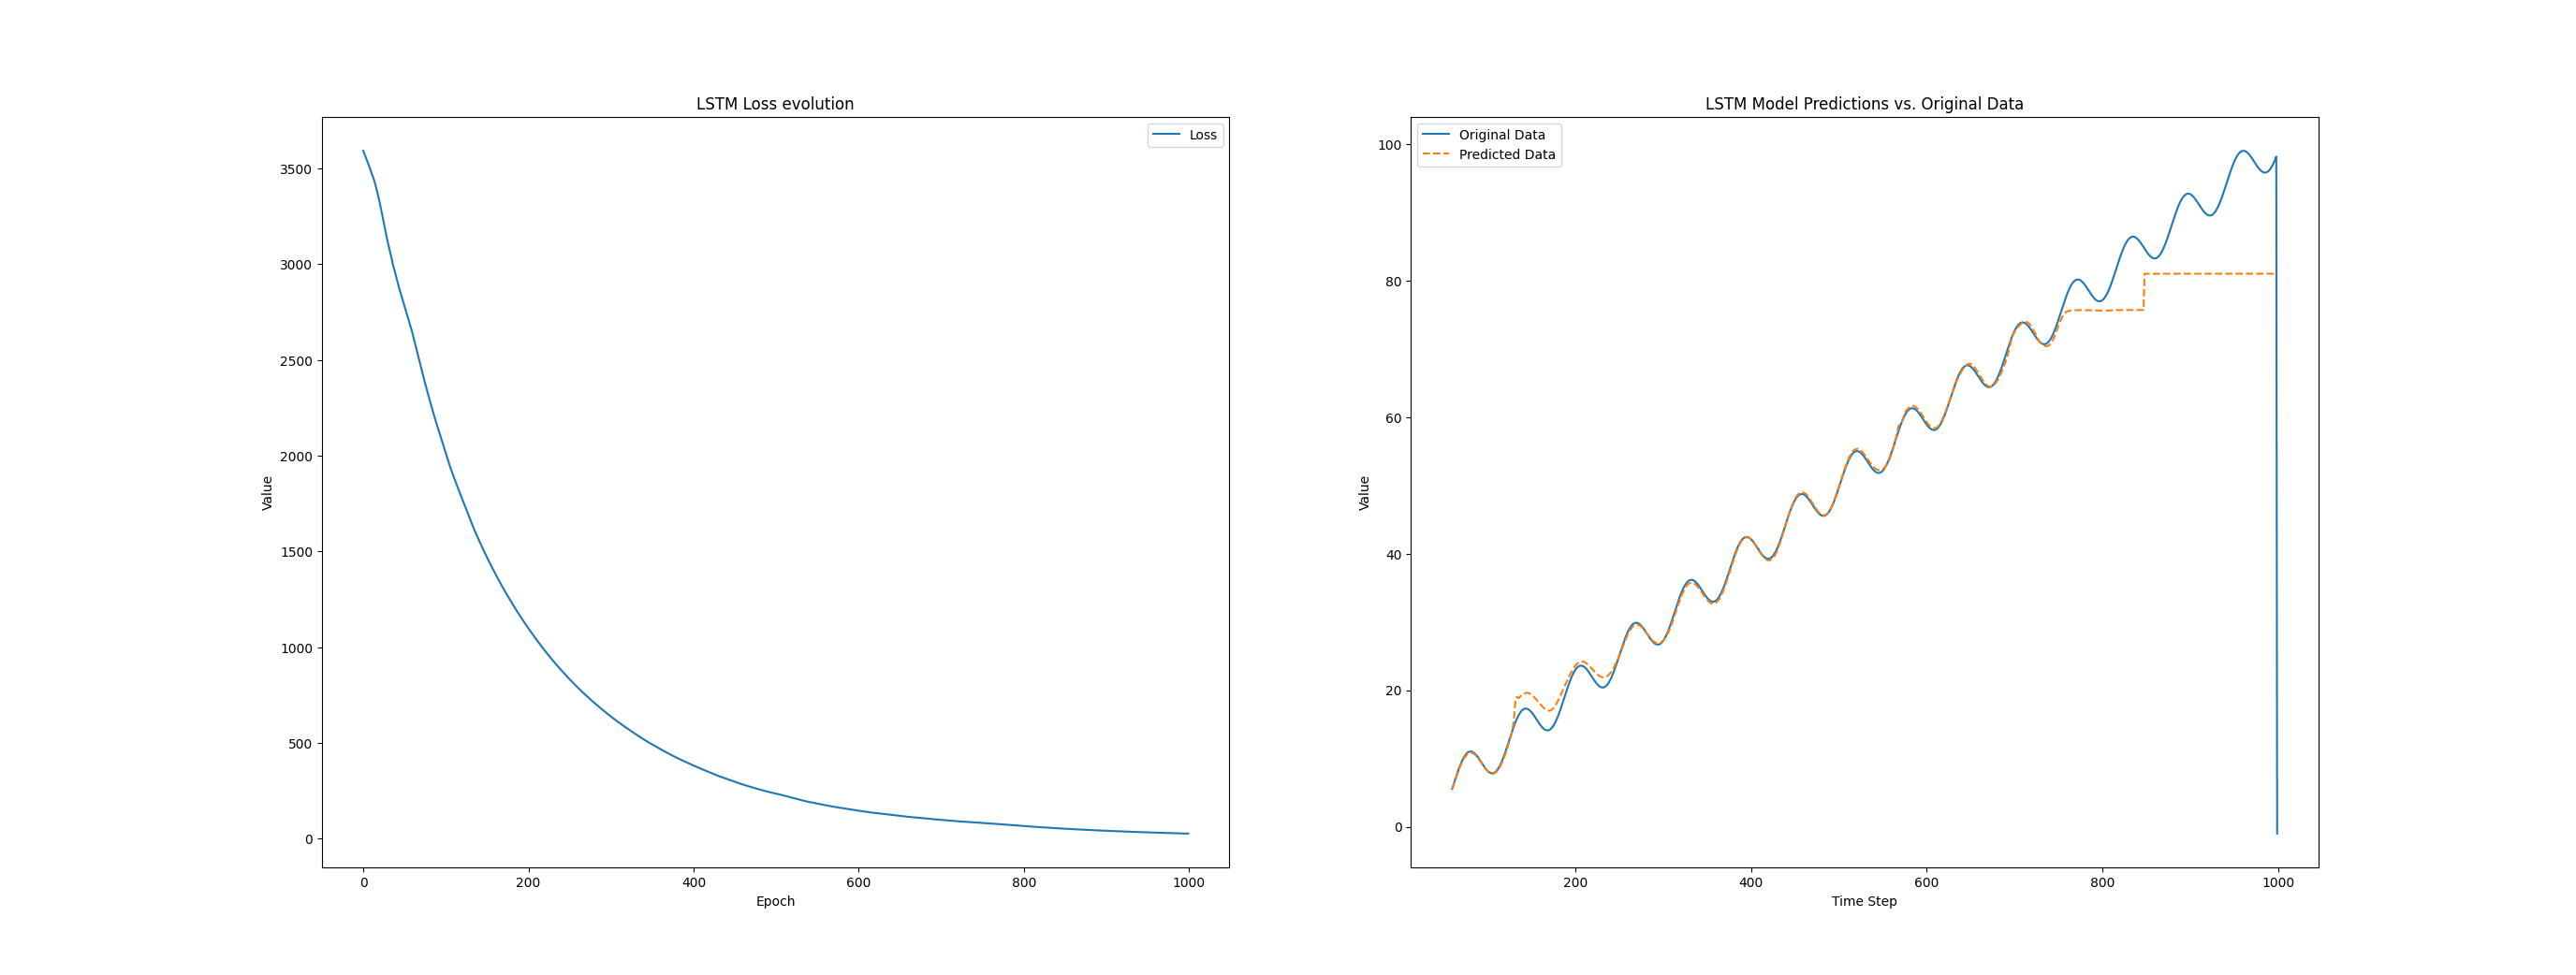 LSTM Loss evolution
Loss
3500
3000
2500
2000
1500
1000
500
0
Value
0 200 400 600 800 1000
Epoch
LSTM Model Predictions vs. Original Data
Original Data
Predicted Data
100
80
60
40
20
0
Value
200 400 600 800 1000
Time Step